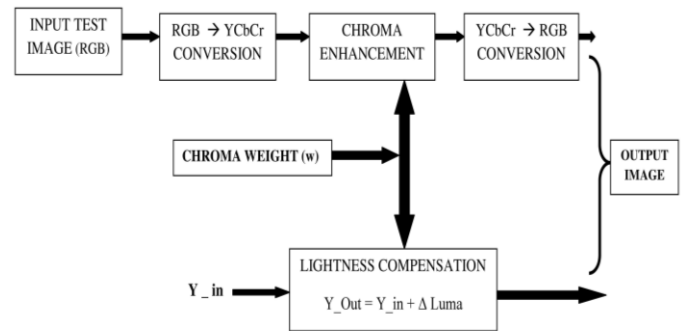 INPUT TEST
IMAGE (RGB)
RGB → YCbCr
CONVERSION
CHROMA
ENHANCEMENT
YCbCr → RGB
CONVERSION
CHROMA WEIGHT (w)
OUTPUT
IMAGE
LIGHTNESS COMPENSATION
Y _ in
Y_Out = Y_in + Δ Luma